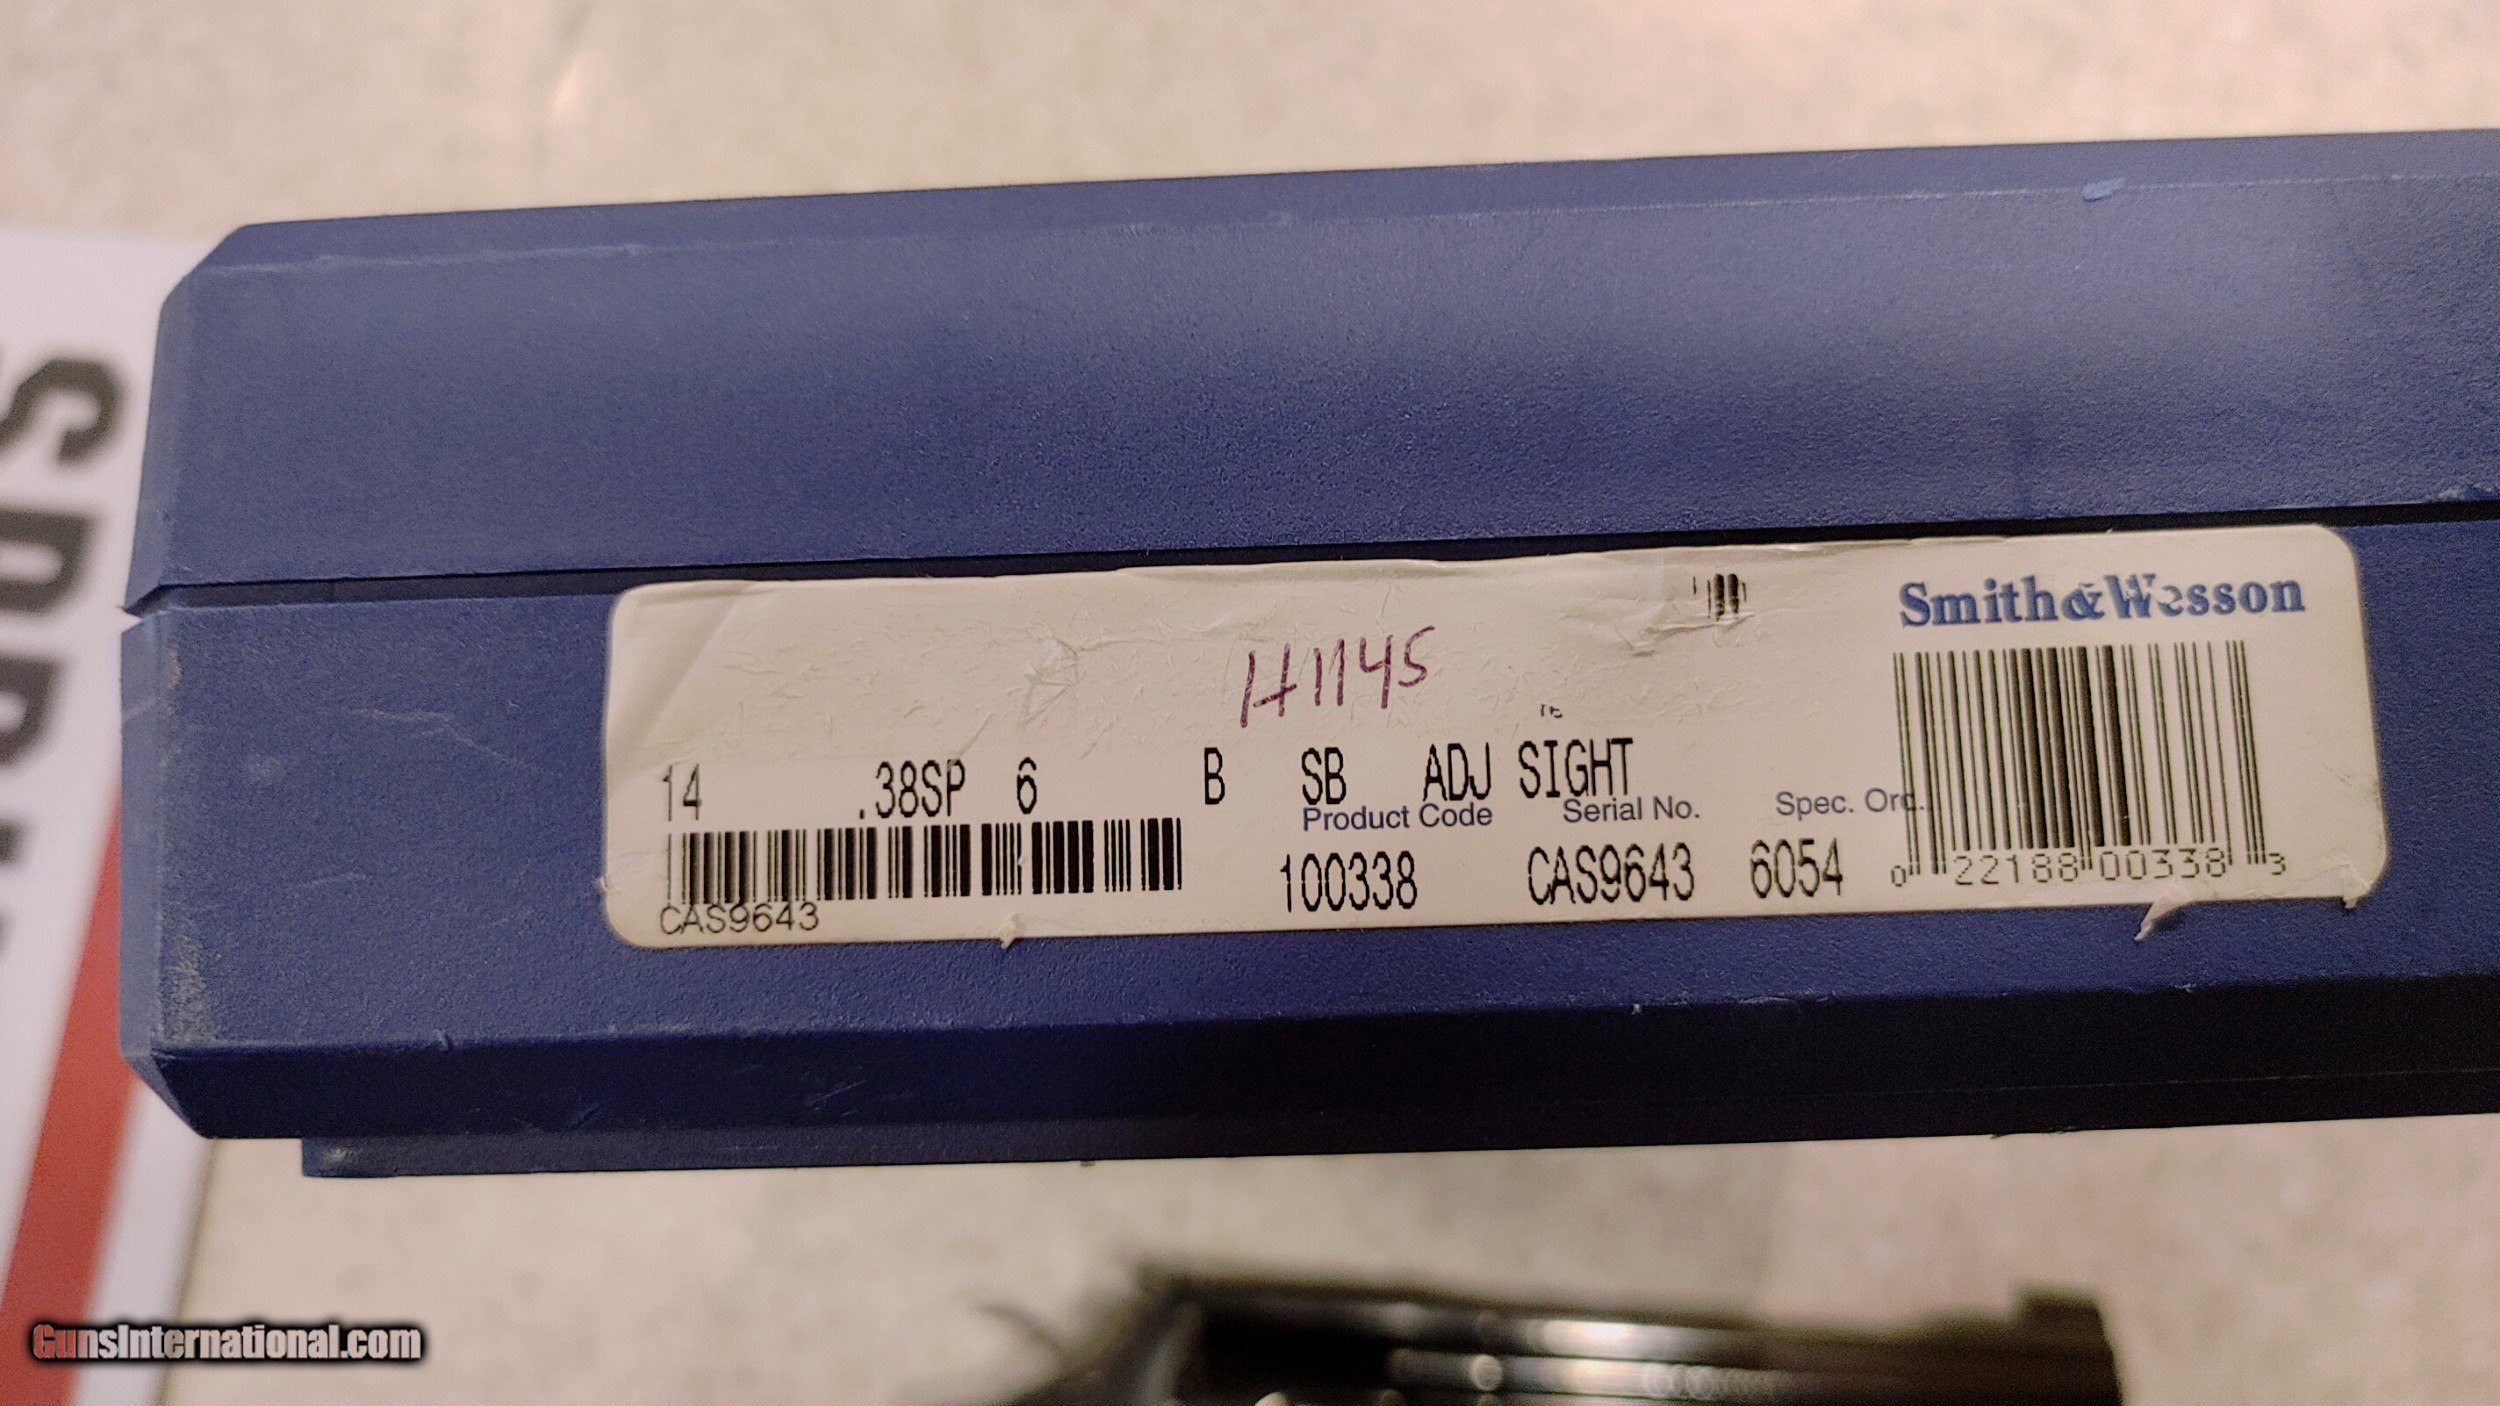 Smith&Wesson
H1145
14 .38SP 6 B SB ADJ SIGHT
Product Code Serial No. Spec. Ord.
100338 CAS9643 6054
CAS9643
0 22188 00338 3
GunsInternational.com